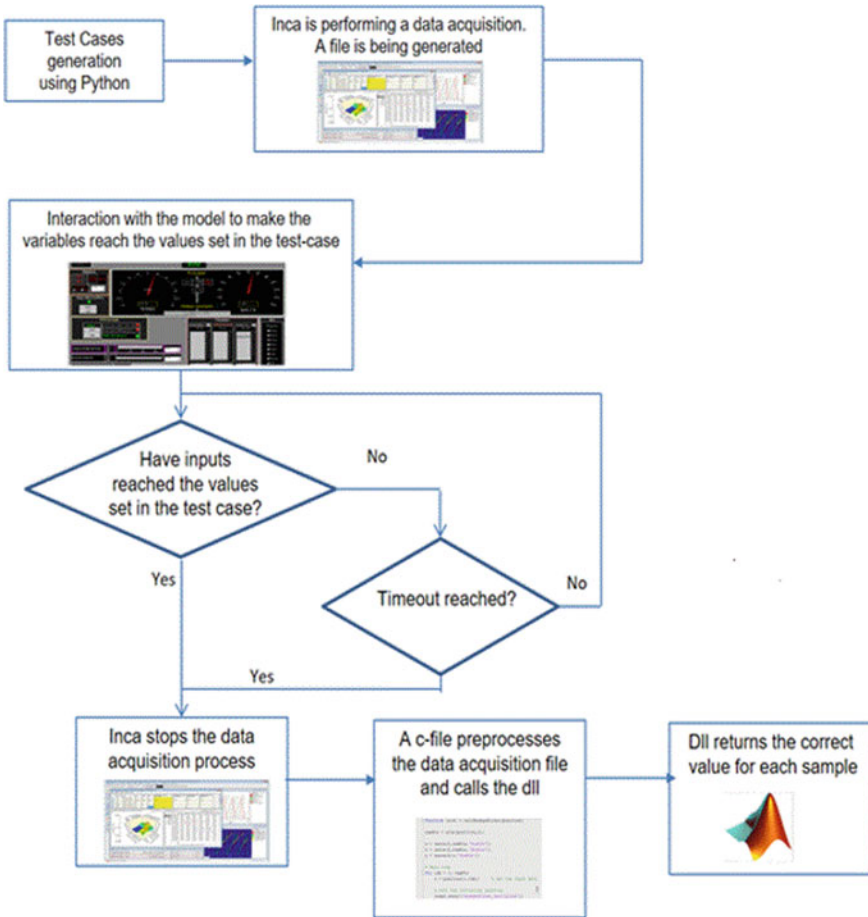 Test Cases
generation
using Python
Inca is performing a data acquisition.
A file is being generated
Interaction with the model to make the
variables reach the values set in the test-case
Have inputs
reached the values
set in the test case?
No
Yes
Timeout reached?
No
Yes
Inca stops the data
acquisition process
A c-file preprocesses
the data acquisition file
and calls the dll
Dll returns the correct
value for each sample